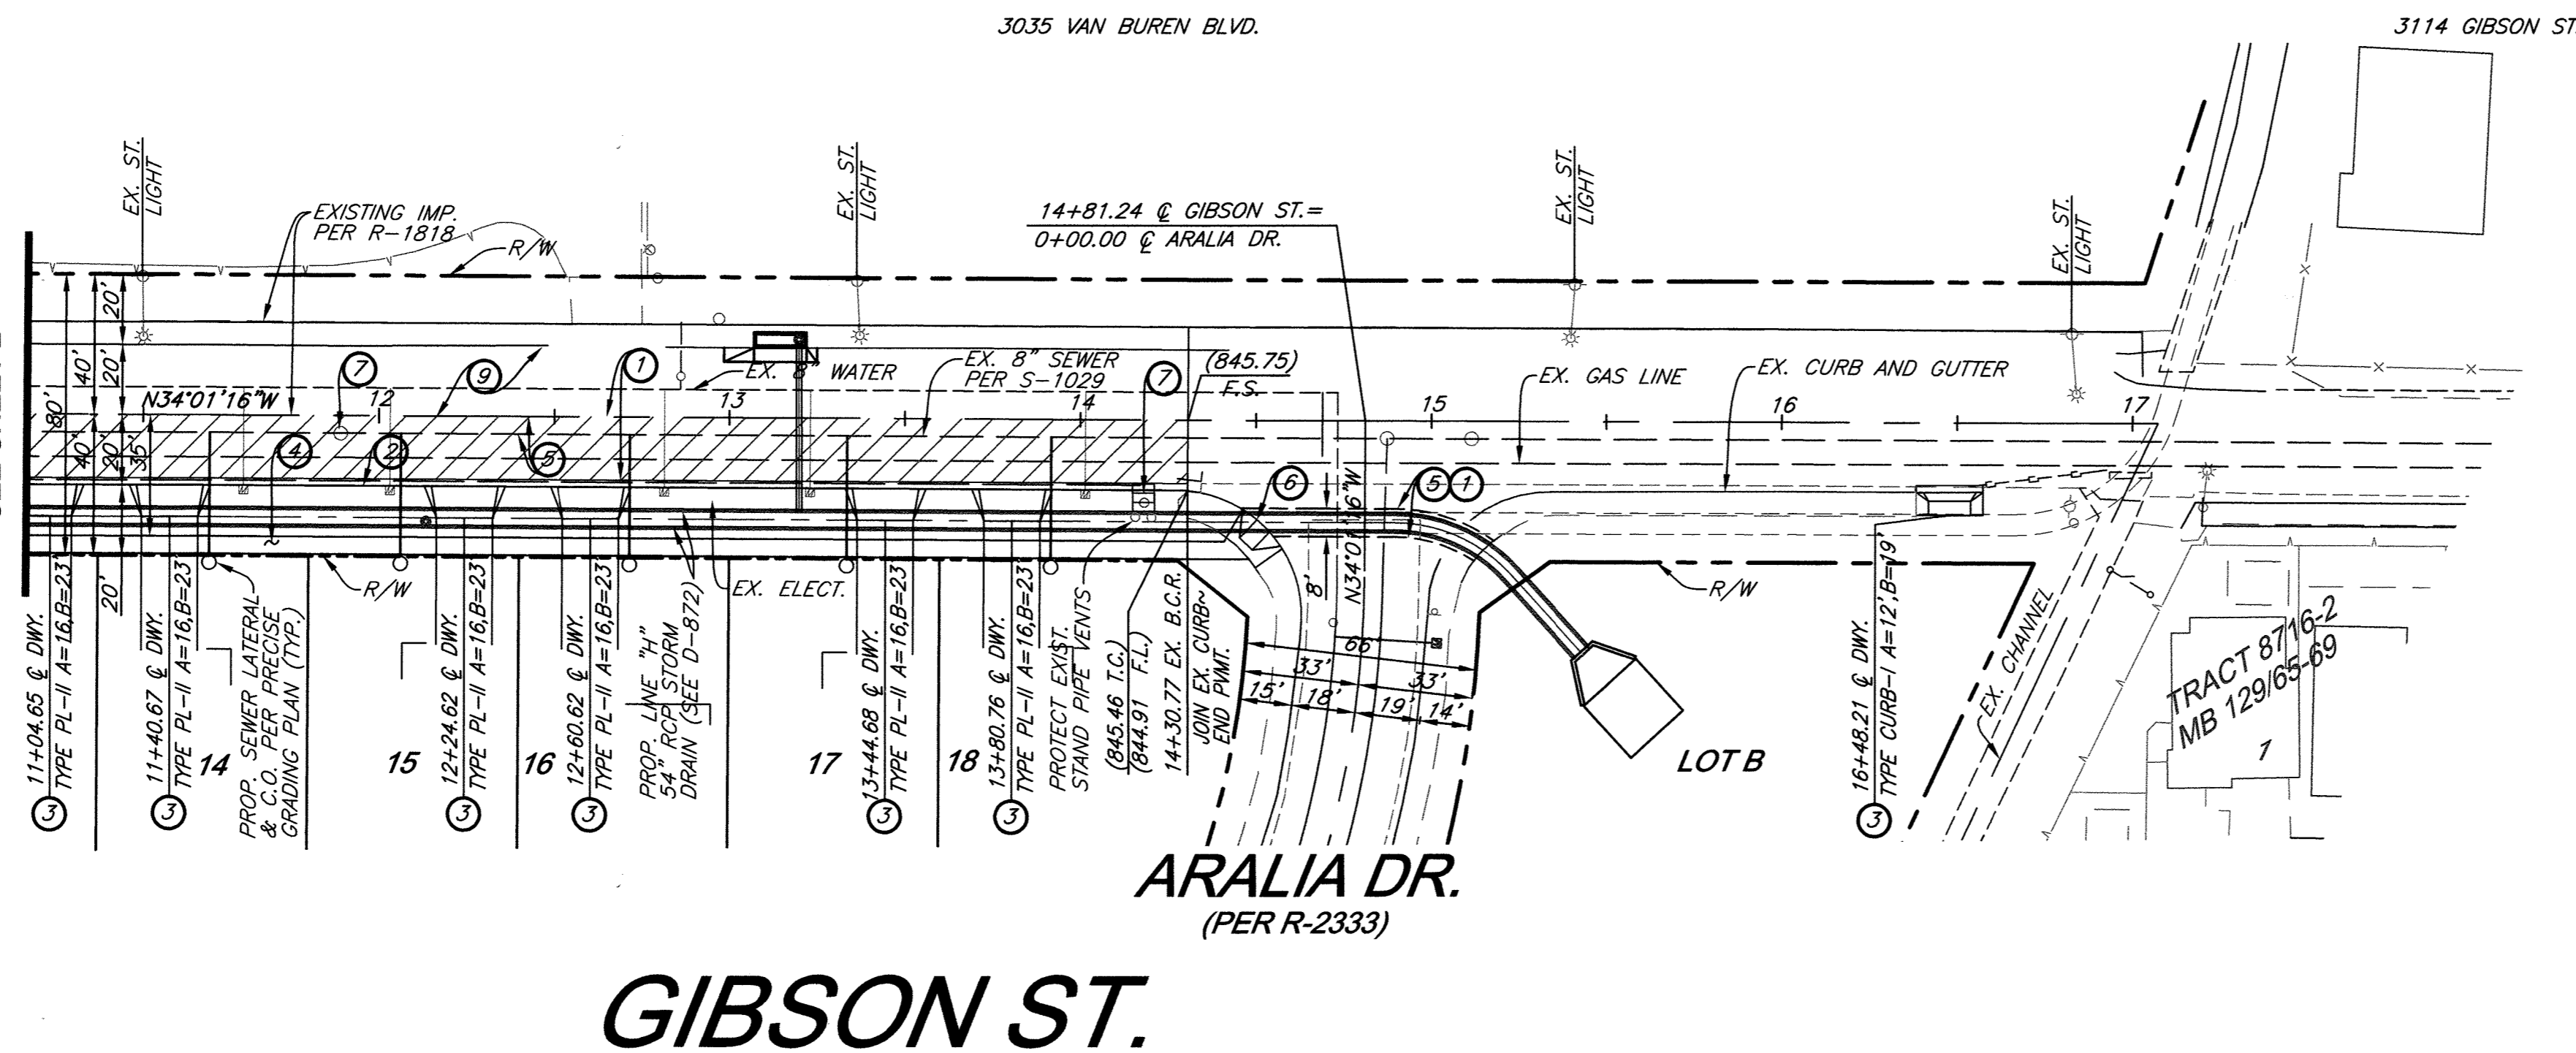 3035 VAN BUREN BLVD.
3114 GIBSON ST.
EX. ST.
LIGHT
EX. ST.
LIGHT
EX. ST.
LIGHT
EX. ST.
LIGHT
EXISTING IMP.
PER R-1818
R/W
14+81.24 ℄ GIBSON ST.=
0+00.00 ℄ ARALIA DR.
20'
40'
20'
80'
40'
20'
35'
20'
N34°01'16"W
7
9
1
EX. 8" WATER
EX. 8" SEWER
PER S-1029
7
(845.75)
F.S.
EX. GAS LINE
EX. CURB AND GUTTER
12
13
14
15
16
17
4
2
5
6
5
1
8'
N34°01'16"W
R/W
EX. ELECT.
R/W
11+04.65 ℄ DWY.
TYPE PL-II A=16,B=23'
3
11+40.67 ℄ DWY.
TYPE PL-II A=16,B=23'
3
14
PROP. SEWER LATERAL
& C.O. PER PRECISE
GRADING PLAN (TYP.)
15
12+24.62 ℄ DWY.
TYPE PL-II A=16,B=23'
3
16
12+60.62 ℄ DWY.
TYPE PL-II A=16,B=23'
3
PROP. LINE "H"
54" RCP STORM
DRAIN (SEE D-872)
17
13+44.68 ℄ DWY.
TYPE PL-II A=16,B=23'
3
18
13+80.76 ℄ DWY.
TYPE PL-II A=16,B=23'
3
PROTECT EXIST.
STAND PIPE VENTS
(845.46 T.C.)
(844.91 F.L.)
14+30.77 EX. B.C.R.
JOIN EX. CURB~
END PVMT.
66'
33'
33'
15'
18'
19'
14'
LOT B
16+48.21 ℄ DWY.
TYPE CURB-I A=12',B=19'
3
EX. CHANNEL
TRACT 8716-2
MB 129/65-69
1
ARALIA DR.
(PER R-2333)
GIBSON ST.